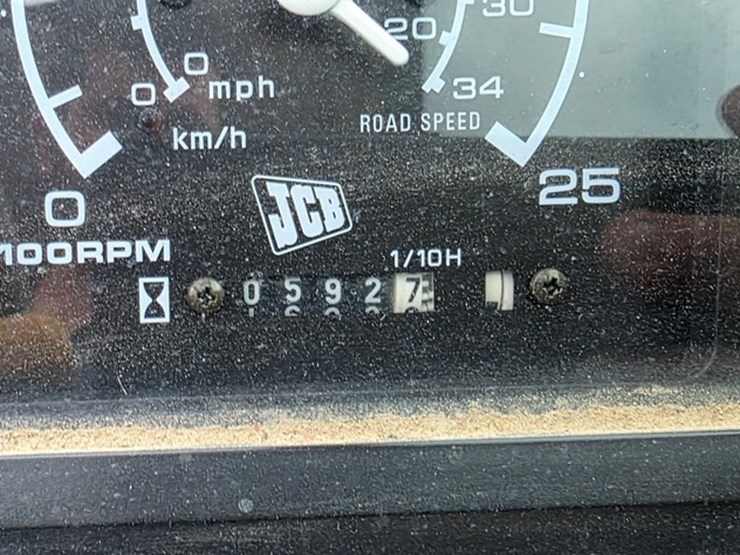 20 30
0 0 mph 34
km/h ROAD SPEED
0 25
JCB
100RPM
1/10H
0 5 9 2 7